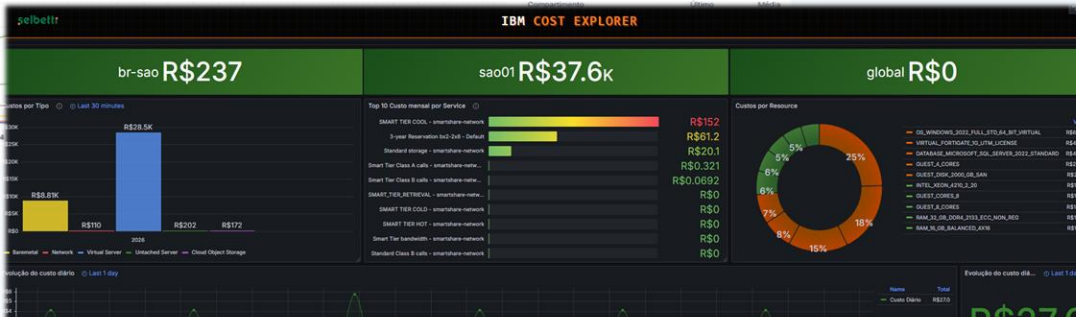 Compartimento Último Média
selbetti
IBM COST EXPLORER
br-sao R$237
sao01 R$37.6K
global R$0
Custos por Tipo Last 30 minutes
R$28.5K
R$8.81K
R$110
R$202
R$172
R$0
2026
Baremetal Network Virtual Server Untached Server Cloud Object Storage
Top 10 Custo mensal por Service
SMART TIER COOL - smartshare-network R$152
3-year Reservation bx2-2x8 - Default R$61.2
Standard storage - smartshare-network R$20.1
Smart Tier Class A calls - smartshare-netw... R$0.321
Smart Tier Class B calls - smartshare-netw... R$0.0692
SMART_TIER_RETRIEVAL - smartshare-network R$0
SMART TIER COLD - smartshare-network R$0
SMART TIER HOT - smartshare-network R$0
Smart Tier bandwidth - smartshare-network R$0
Standard Class B calls - smartshare-network R$0
Custos por Resource
25%
18%
15%
8%
7%
6%
6%
5%
5%
OS_WINDOWS_2022_FULL_STD_64_BIT_VIRTUAL
VIRTUAL_FORTIGATE_10_UTM_LICENSE
DATABASE_MICROSOFT_SQL_SERVER_2022_STANDARD
GUEST_4_CORES
GUEST_DISK_2000_GB_SAN
INTEL_XEON_4210_2_20
GUEST_CORES_8
GUEST_8_CORES
RAM_32_GB_DDR4_2133_ECC_NON_REG
RAM_16_GB_BALANCED_4X16
Evolução do custo diário Last 1 day
Name Total
Custo Diário R$27.0
Evolução do custo diá... Last 1 da